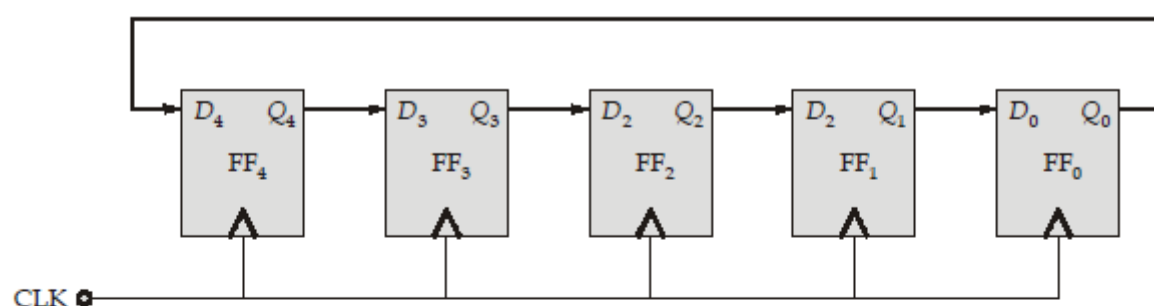 D₄ Q₄ D₃ Q₃ D₂ Q₂ D₂ Q₁ D₀ Q₀
FF₄ FF₃ FF₂ FF₁ FF₀
CLK